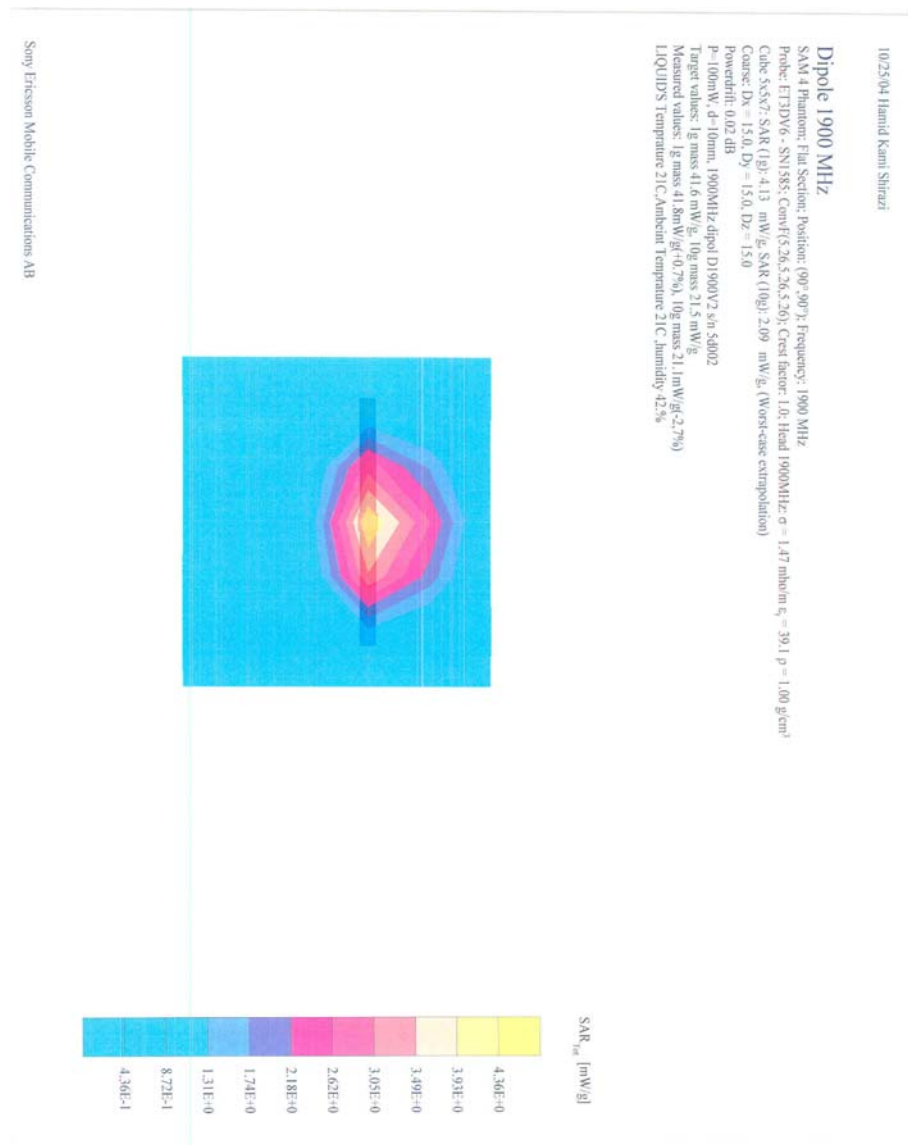 10/25/04 Hamid Kami Shirazi
Dipole 1900 MHz
SAM 4 Phantom; Flat Section; Position: (90°,90°); Frequency: 1900 MHz
Probe: ET3DV6 - SN1585; ConvF(5.26,5.26,5.26); Crest factor: 1.0; Head 1900MHz: σ = 1.47 mho/m εr = 39.1 ρ = 1.00 g/cm³
Cube 5x5x7: SAR (1g): 4.13 mW/g, SAR (10g): 2.09 mW/g, (Worst-case extrapolation)
Coarse: Dx = 15.0, Dy = 15.0, Dz = 15.0
Powerdrift: 0.02 dB
P=100mW, d=10mm, 1900MHz dipol D1900V2 s/n 5d002
Target values: 1g mass 41.6 mW/g, 10g mass 21.5 mW/g
Measured values: 1g mass 41.8mW/g(+0.7%), 10g mass 21.1mW/g(-2,7%)
LIQUID'S Temprature 21C,Ambeint Temprature 21C ,humidity 42.%
SAR Tot [mW/g]
4.36E+0
3.93E+0
3.49E+0
3.05E+0
2.62E+0
2.18E+0
1.74E+0
1.31E+0
8.72E-1
4.36E-1
Sony Ericsson Mobile Communications AB